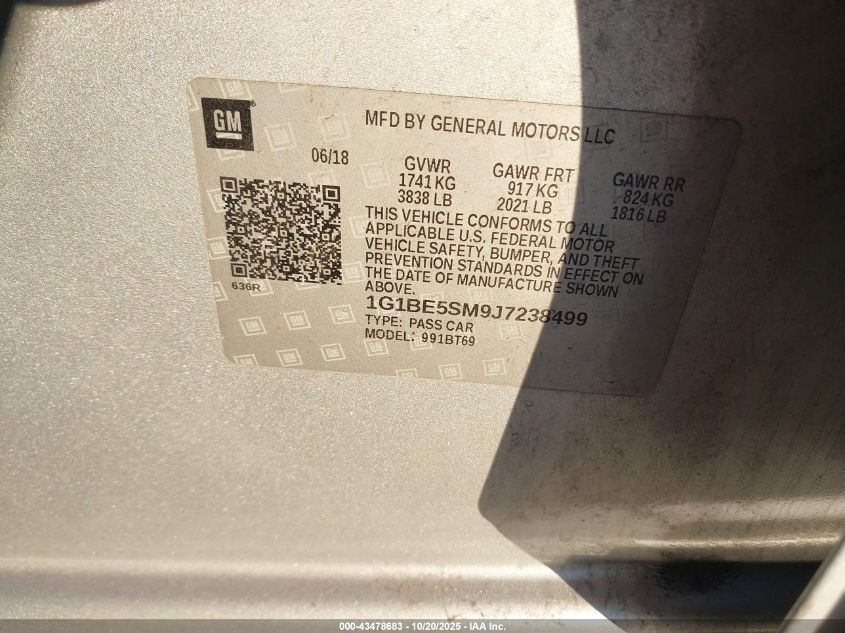 GM
MFD BY GENERAL MOTORS LLC
06/18
GVWR
1741 KG
3838 LB
GAWR FRT
917 KG
2021 LB
GAWR RR
824 KG
1816 LB
THIS VEHICLE CONFORMS TO ALL
APPLICABLE U.S. FEDERAL MOTOR
VEHICLE SAFETY, BUMPER, AND THEFT
PREVENTION STANDARDS IN EFFECT ON
THE DATE OF MANUFACTURE SHOWN
ABOVE.
636R
1G1BE5SM9J7238499
TYPE: PASS CAR
MODEL: 991BT69
000-43478683 | 10/20/2025 - IAA Inc.